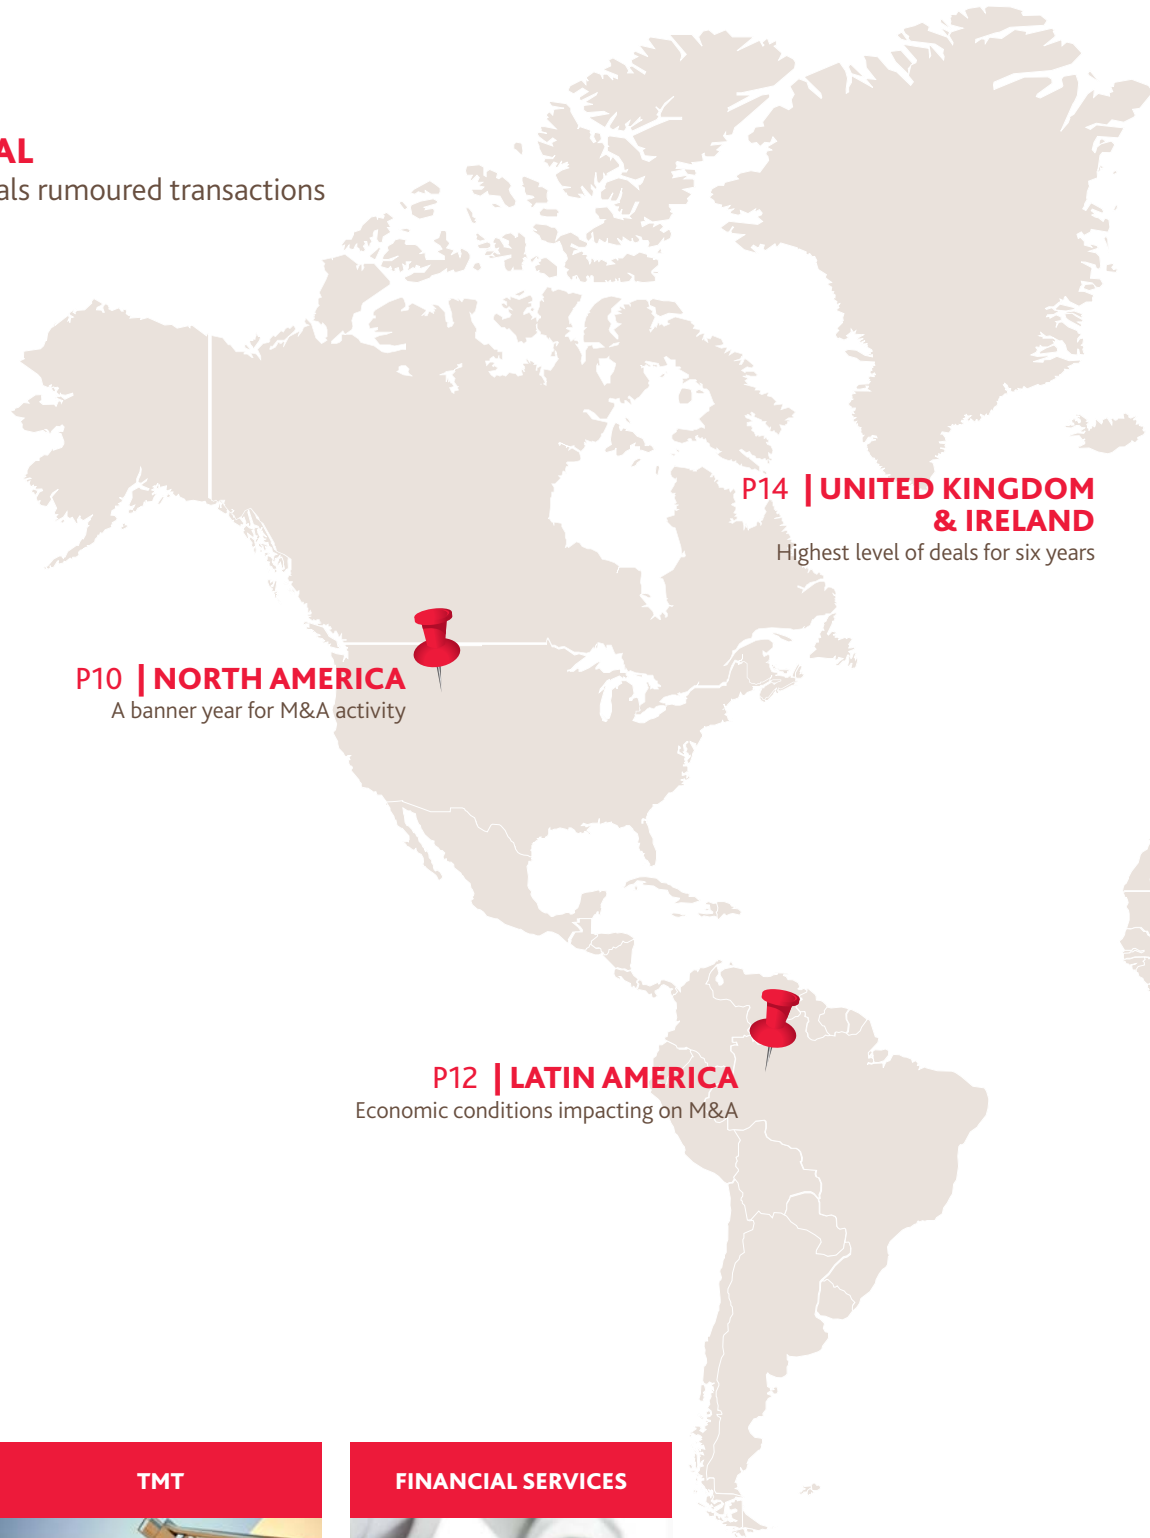 AL
als rumoured transactions
P14 | UNITED KINGDOM
& IRELAND
Highest level of deals for six years
P10 | NORTH AMERICA
A banner year for M&A activity
P12 | LATIN AMERICA
Economic conditions impacting on M&A
TMT
FINANCIAL SERVICES